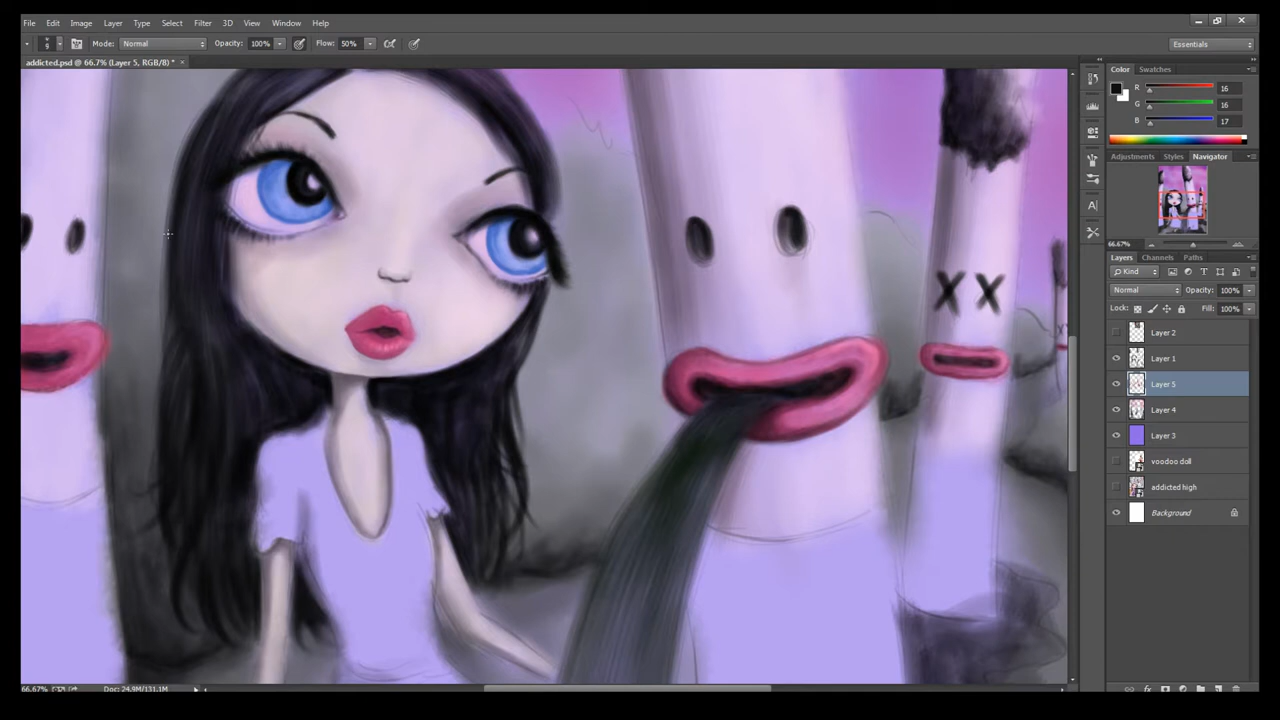 File Edit Image Layer Type Select Filter 3D View Window Help
9 Mode: Normal Opacity: 100% Flow: 50% Essentials
addicted.psd @ 66.7% (Layer 5, RGB/8) * ×
Color Swatches
R 16
G 16
B 17
Adjustments Styles Navigator
66.67%
Layers Channels Paths
Kind
Normal Opacity: 100%
Lock: Fill: 100%
Layer 2
Layer 1
Layer 5
Layer 4
Layer 3
voodoo doll
addicted high
Background
X X
66.67% Doc: 24.9M/131.1M